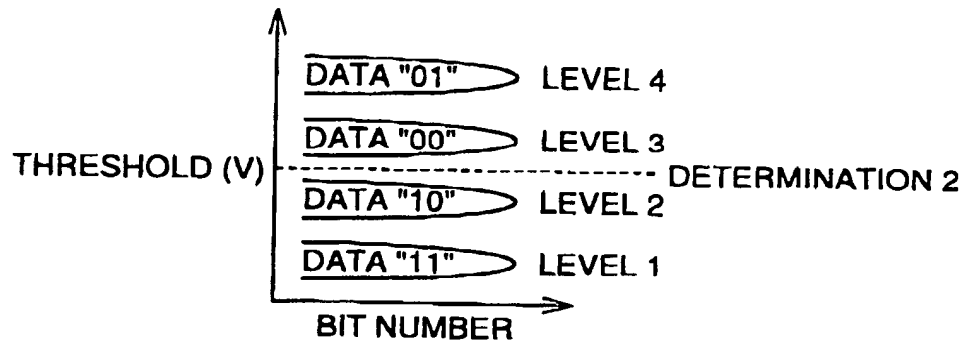 DATA "01" LEVEL 4
DATA "00" LEVEL 3
THRESHOLD (V) DETERMINATION 2
DATA "10" LEVEL 2
DATA "11" LEVEL 1
BIT NUMBER